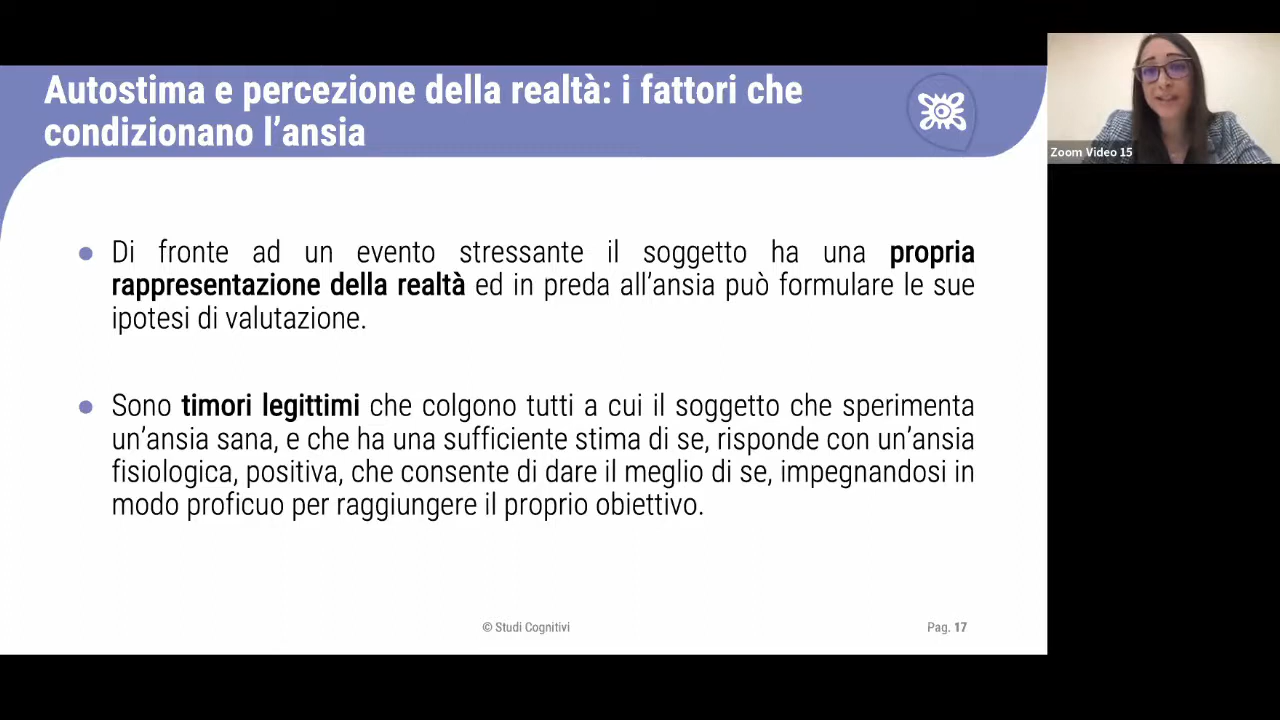 Autostima e percezione della realtà: i fattori che
condizionano l’ansia
Zoom Video 15
Di fronte ad un evento stressante il soggetto ha una propria
rappresentazione della realtà ed in preda all’ansia può formulare le sue
ipotesi di valutazione.
Sono timori legittimi che colgono tutti a cui il soggetto che sperimenta
un’ansia sana, e che ha una sufficiente stima di se, risponde con un’ansia
fisiologica, positiva, che consente di dare il meglio di se, impegnandosi in
modo proficuo per raggiungere il proprio obiettivo.
© Studi Cognitivi
Pag. 17